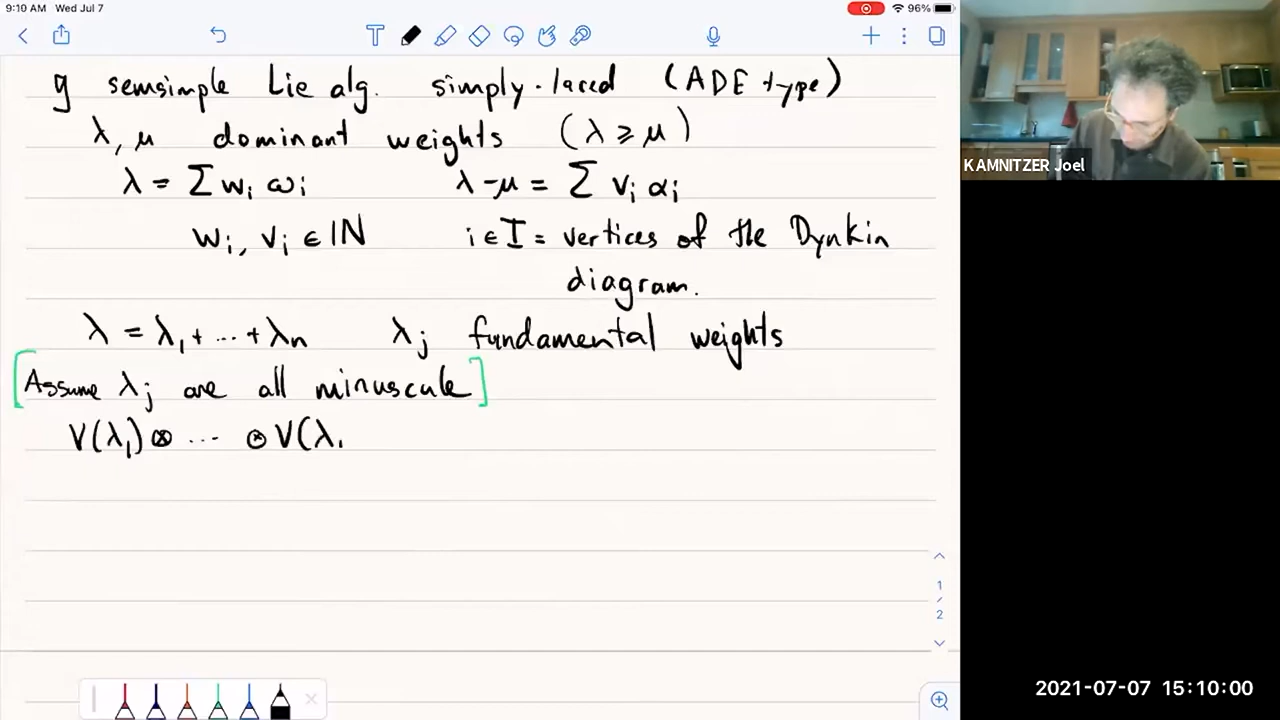 9:10 AM Wed Jul 7
96%
g semsimple Lie alg. simply-laced (ADE type)
λ, μ dominant weights (λ ≥ μ)
λ = Σ wᵢ ωᵢ λ-μ = Σ vᵢ αᵢ
wᵢ, vᵢ ∈ ℕ i ∈ I = vertices of the Dynkin
diagram.
λ = λ₁ + ... + λn λj fundamental weights
[Assume λj are all minuscule]
V(λ₁) ⊗ ... ⊗ V(λ
1
/
2
KAMNITZER Joel
2021-07-07 15:10:00